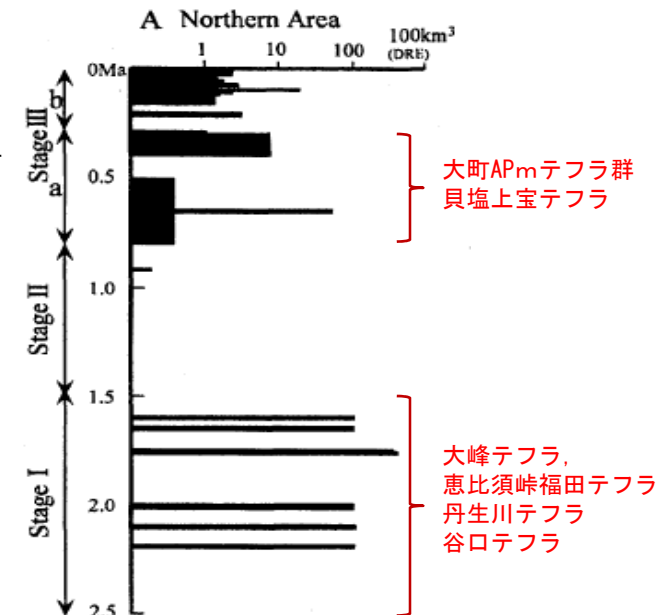 A Northern Area
1 10 100 100km³
(DRE)
0Ma
0.5
1.0
1.5
2.0
2.5
Stage III
b
a
Stage II
Stage I
大町APmテフラ群
貝塩上宝テフラ
大峰テフラ,
恵比須峠福田テフラ
丹生川テフラ
谷口テフラ